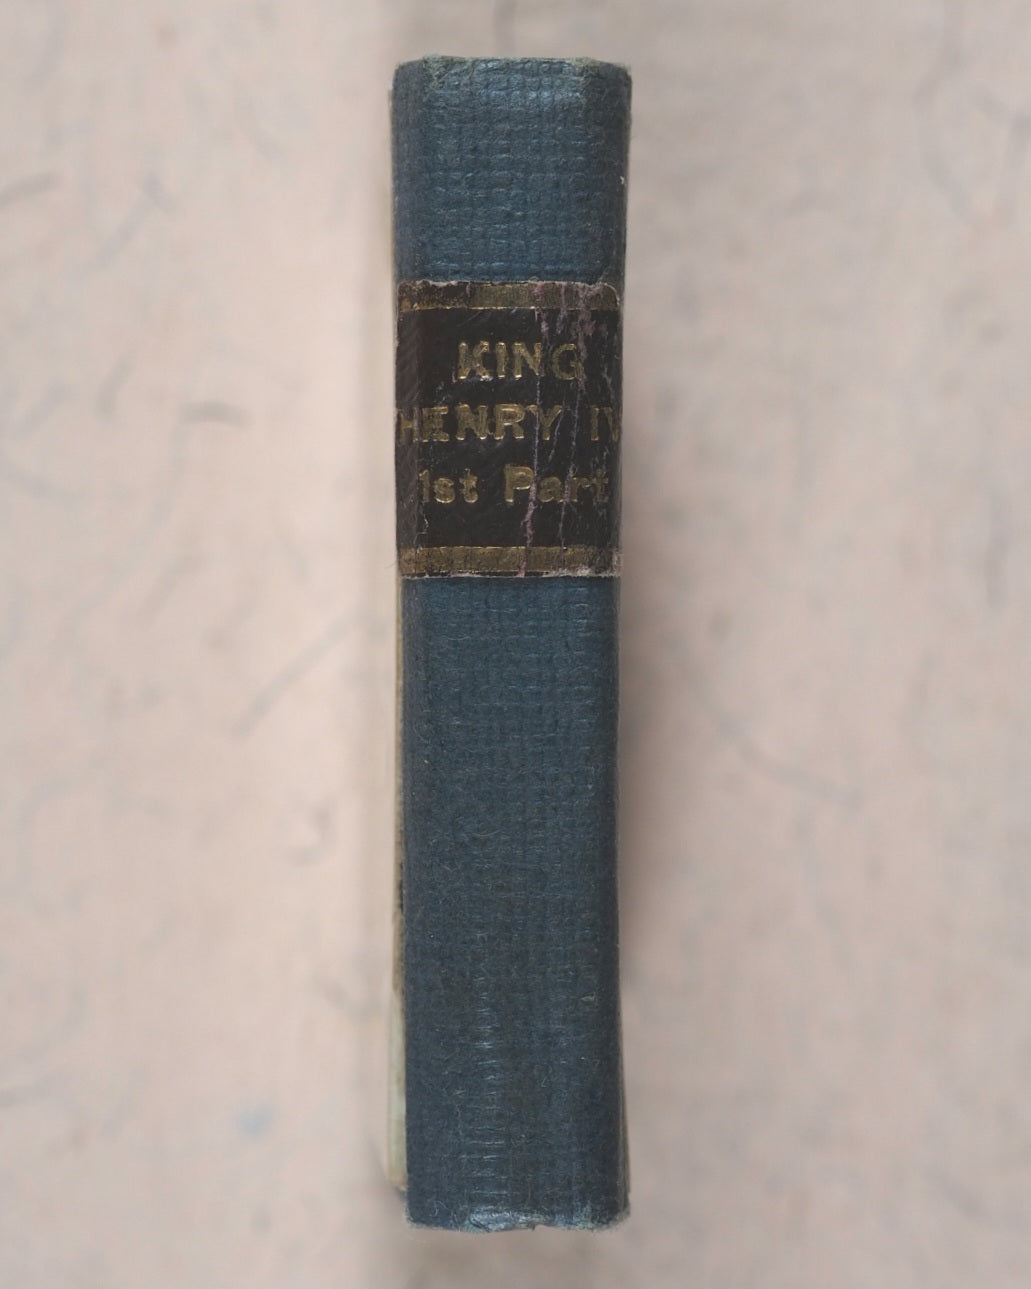 KING
HENRY IV
1st Part